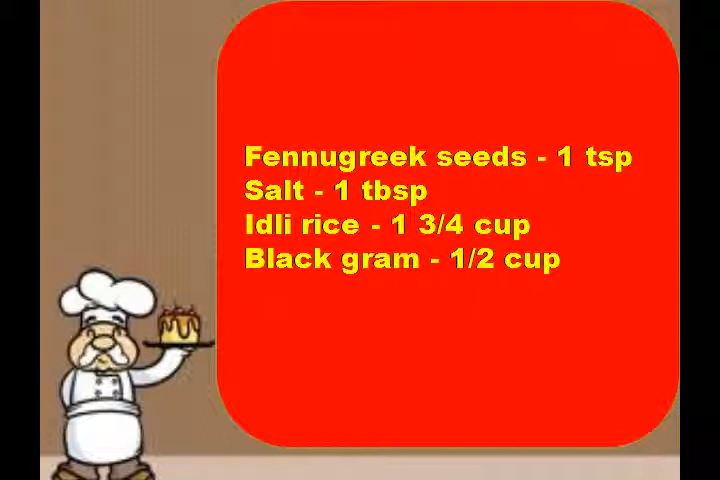 Fennugreek seeds - 1 tsp
Salt - 1 tbsp
Idli rice - 1 3/4 cup
Black gram - 1/2 cup